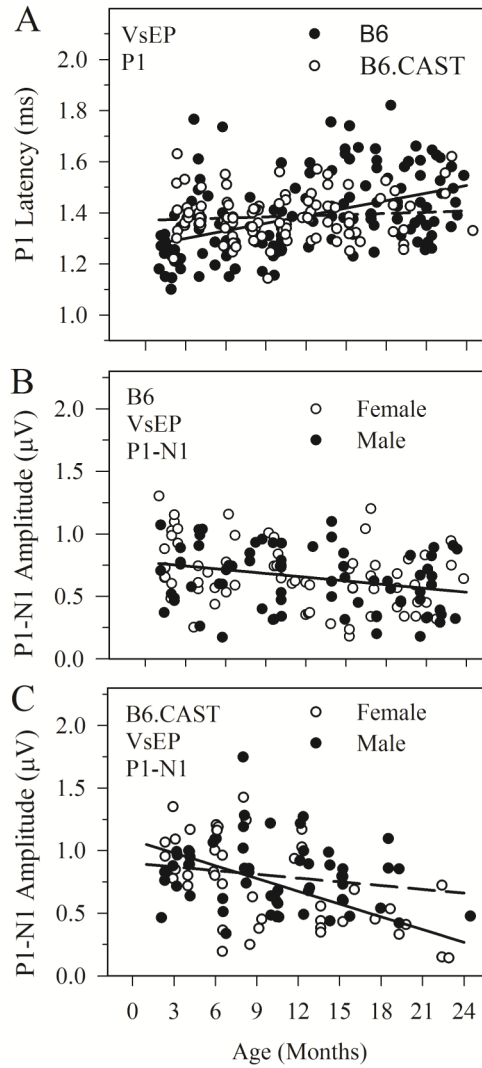 A
VsEP
P1
B6
B6.CAST
P1 Latency (ms)
2.0
1.8
1.6
1.4
1.2
1.0
B
B6
VsEP
P1-N1
Female
Male
P1-N1 Amplitude (µV)
2.0
1.5
1.0
0.5
0.0
C
B6.CAST
VsEP
P1-N1
Female
Male
P1-N1 Amplitude (µV)
2.0
1.5
1.0
0.5
0.0
0 3 6 9 12 15 18 21 24
Age (Months)